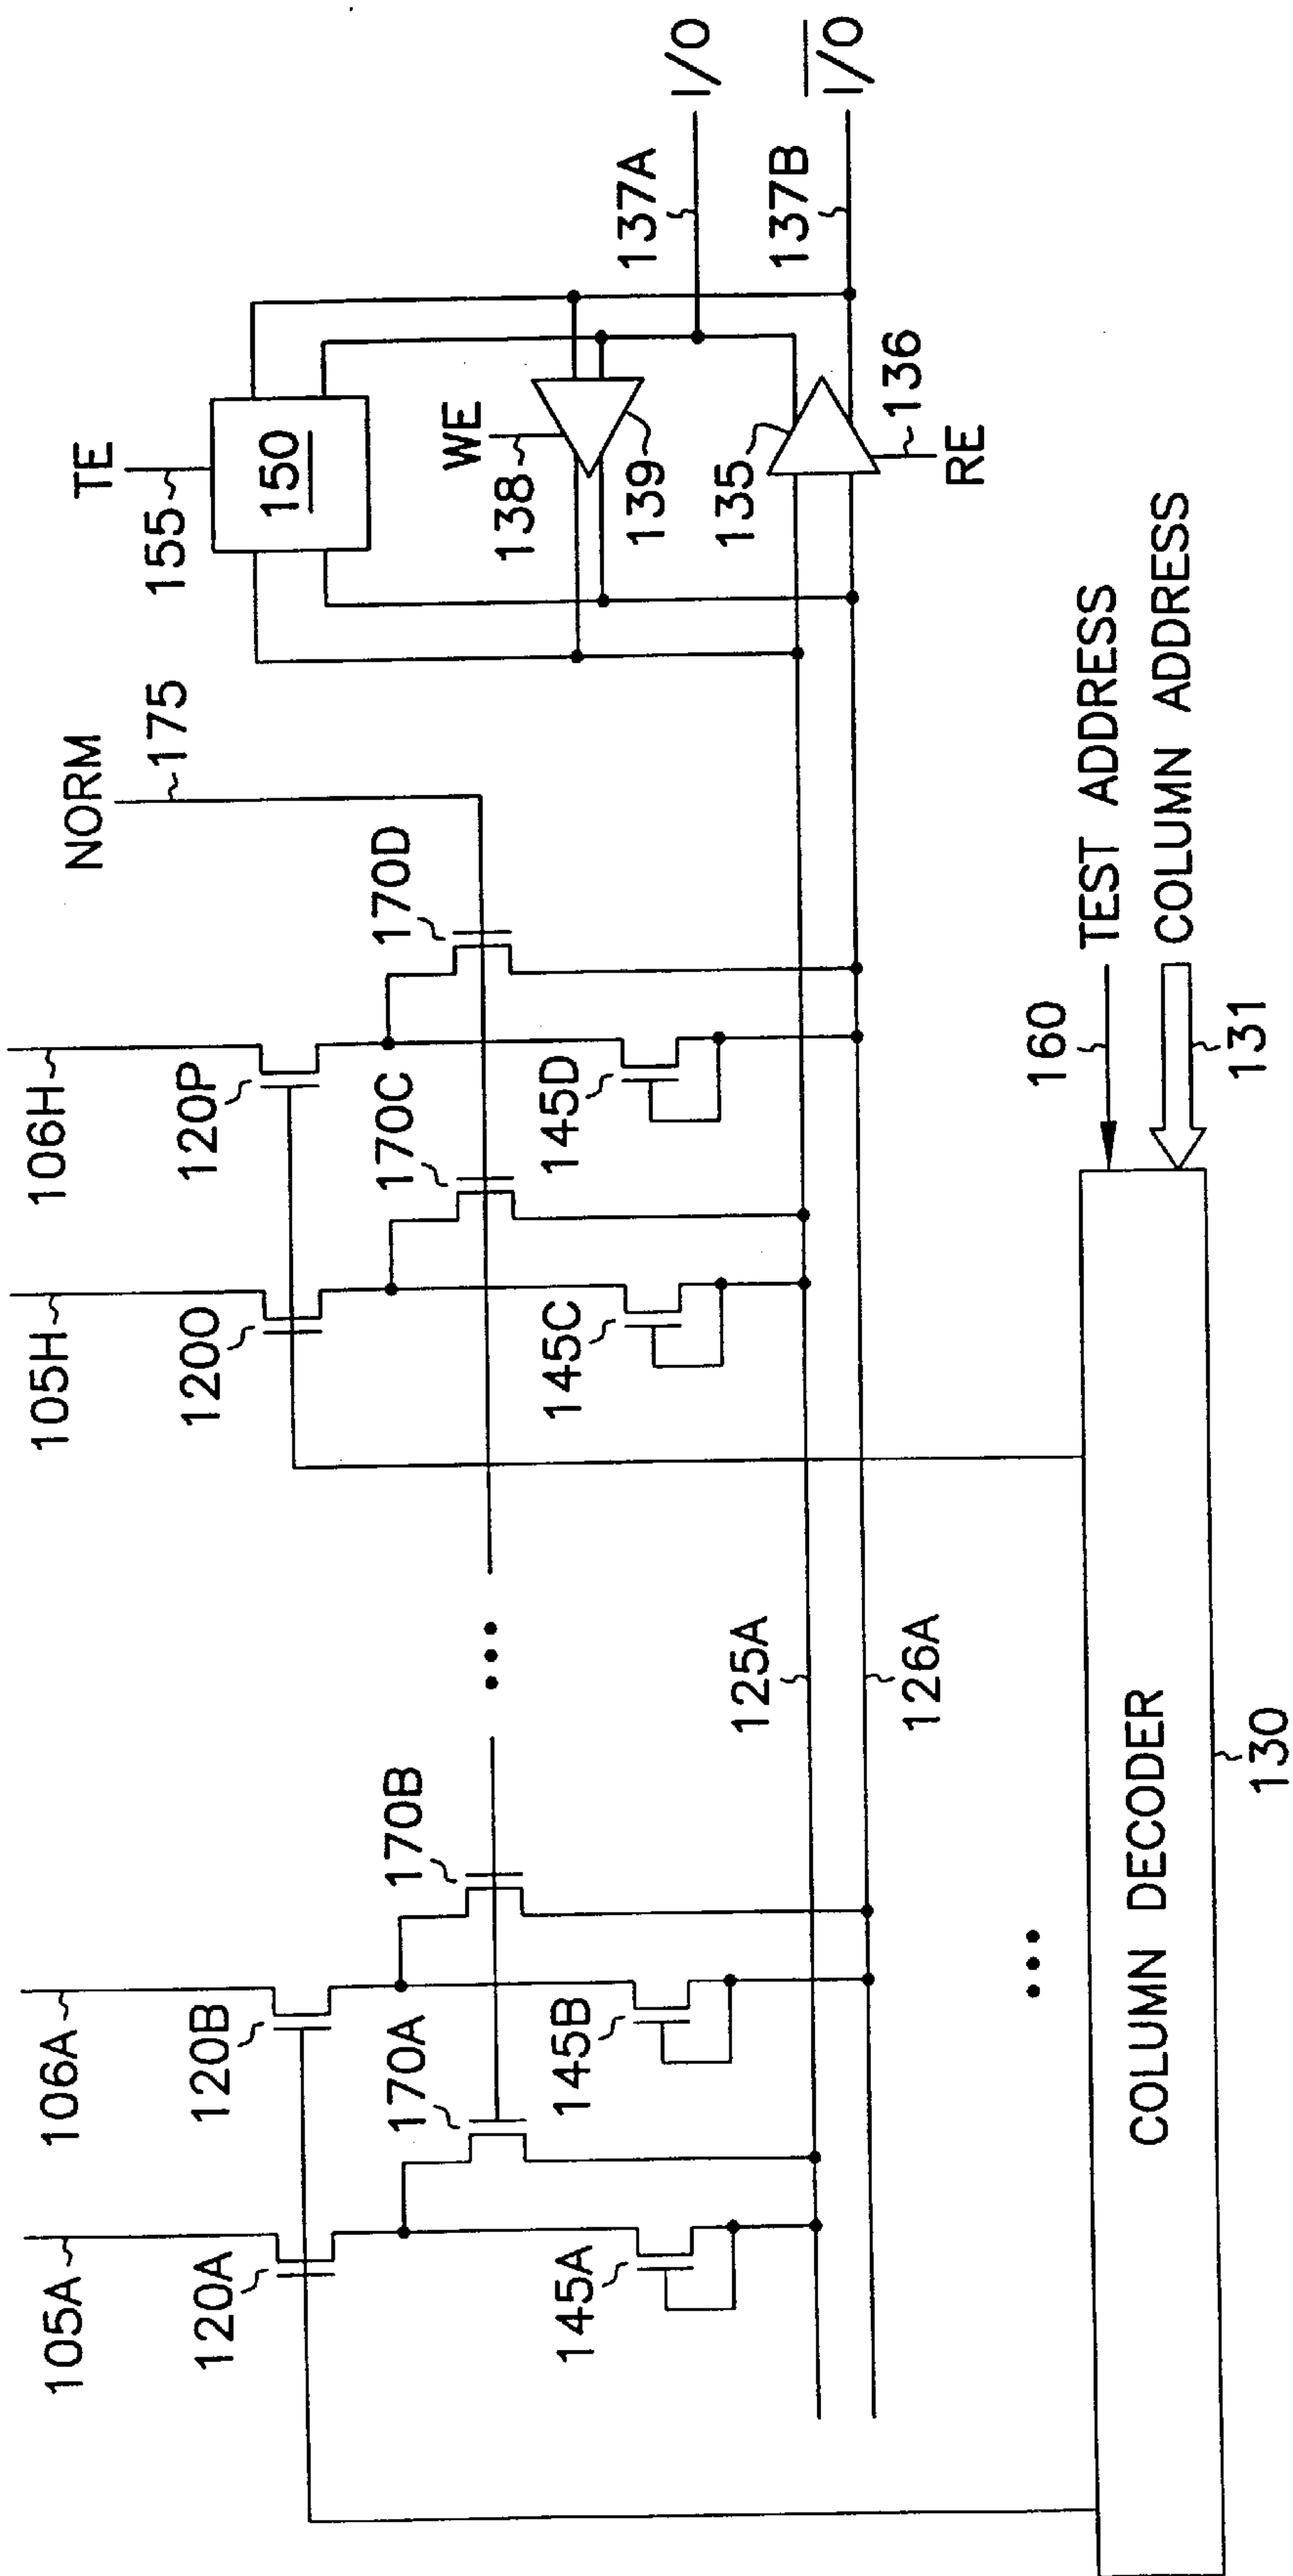 105A
106A
105H
106H
NORM
175
TE
155
150
120A
120B
120O
120P
170A
170B
170C
170D
WE
138
139
137A
I/O
145A
145B
145C
145D
135
137B
I/O
136
RE
125A
126A
160
TEST ADDRESS
COLUMN ADDRESS
131
COLUMN DECODER
130